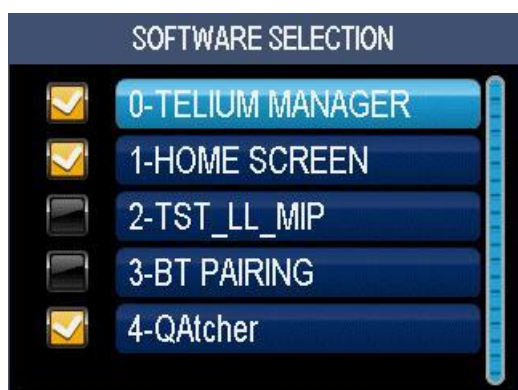 SOFTWARE SELECTION
0-TELIUM MANAGER
1-HOME SCREEN
2-TST_LL_MIP
3-BT PAIRING
4-QAtcher